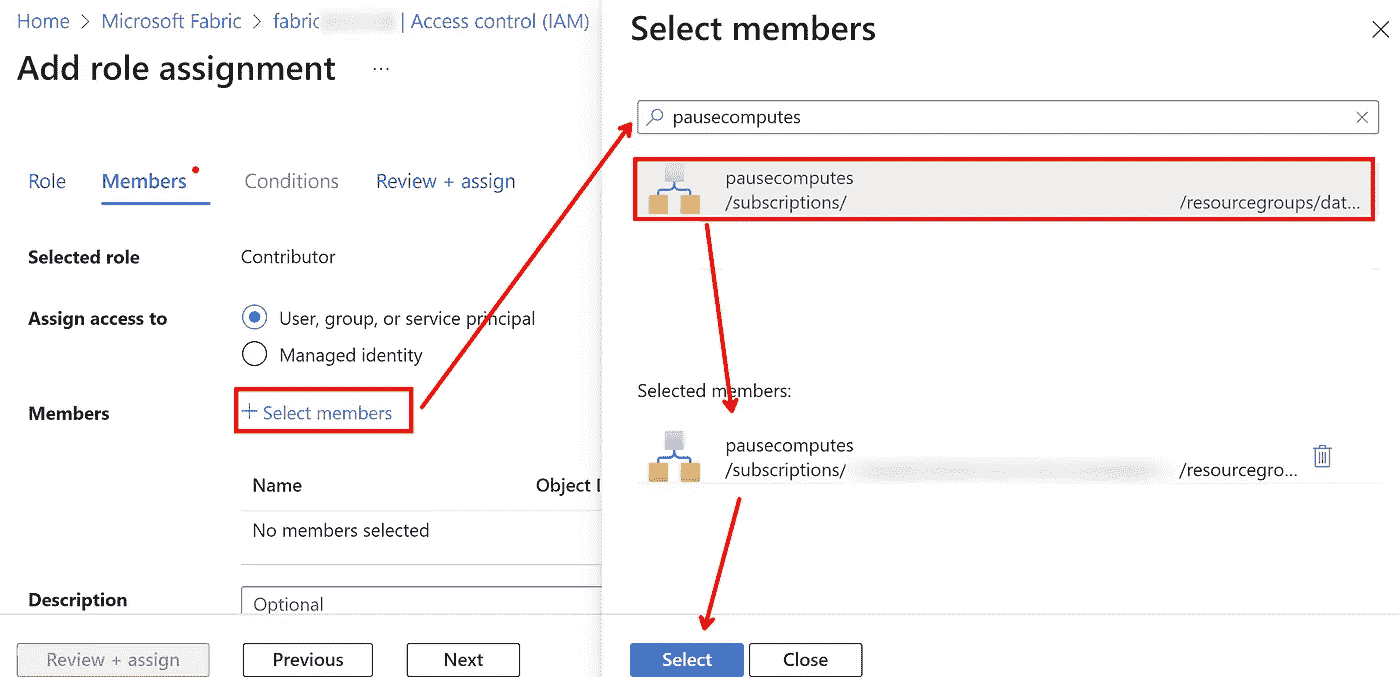 Home > Microsoft Fabric > fabric | Access control (IAM)
Add role assignment ...
Role Members Conditions Review + assign
Selected role Contributor
Assign access to User, group, or service principal
Managed identity
Members + Select members
Name Object
No members selected
Description Optional
Review + assign Previous Next
Select members
pausecomputes
pausecomputes
/subscriptions/ /resourcegroups/dat...
Selected members:
pausecomputes
/subscriptions/ /resourcegro...
Select Close